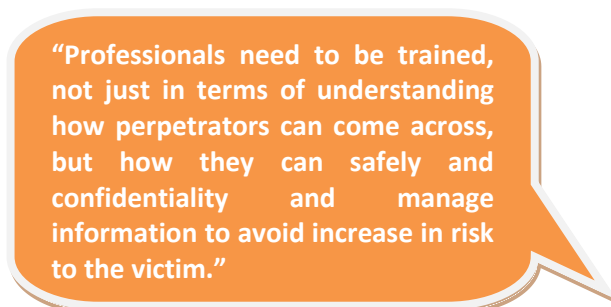 “Professionals need to be trained,
not just in terms of understanding
how perpetrators can come across,
but how they can safely and
confidentiality and manage
information to avoid increase in risk
to the victim.”